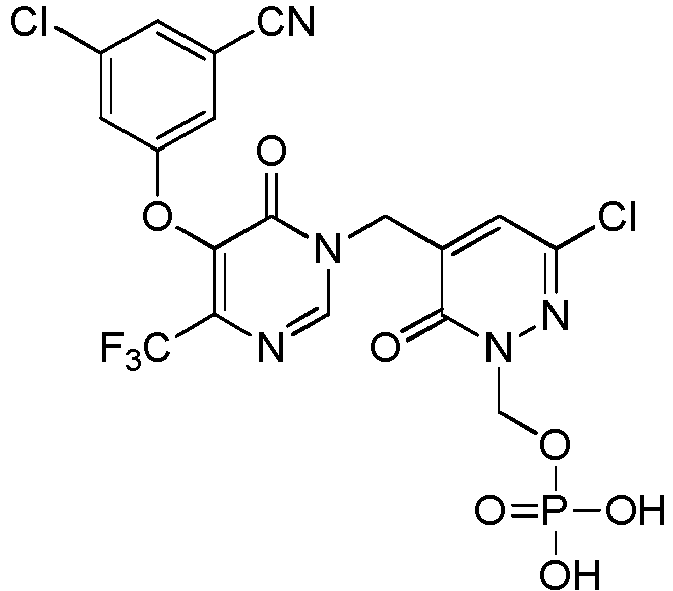 Cl CN
O
O N Cl
F3C N O N N
O
O=P–OH
OH